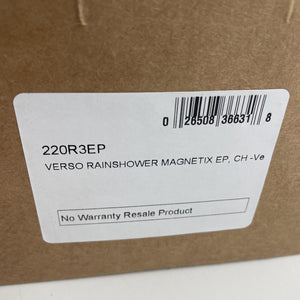 0 26508 36631 8
220R3EP
VERSO RAINSHOWER MAGNETIX EP, CH -Ve
No Warranty Resale Product